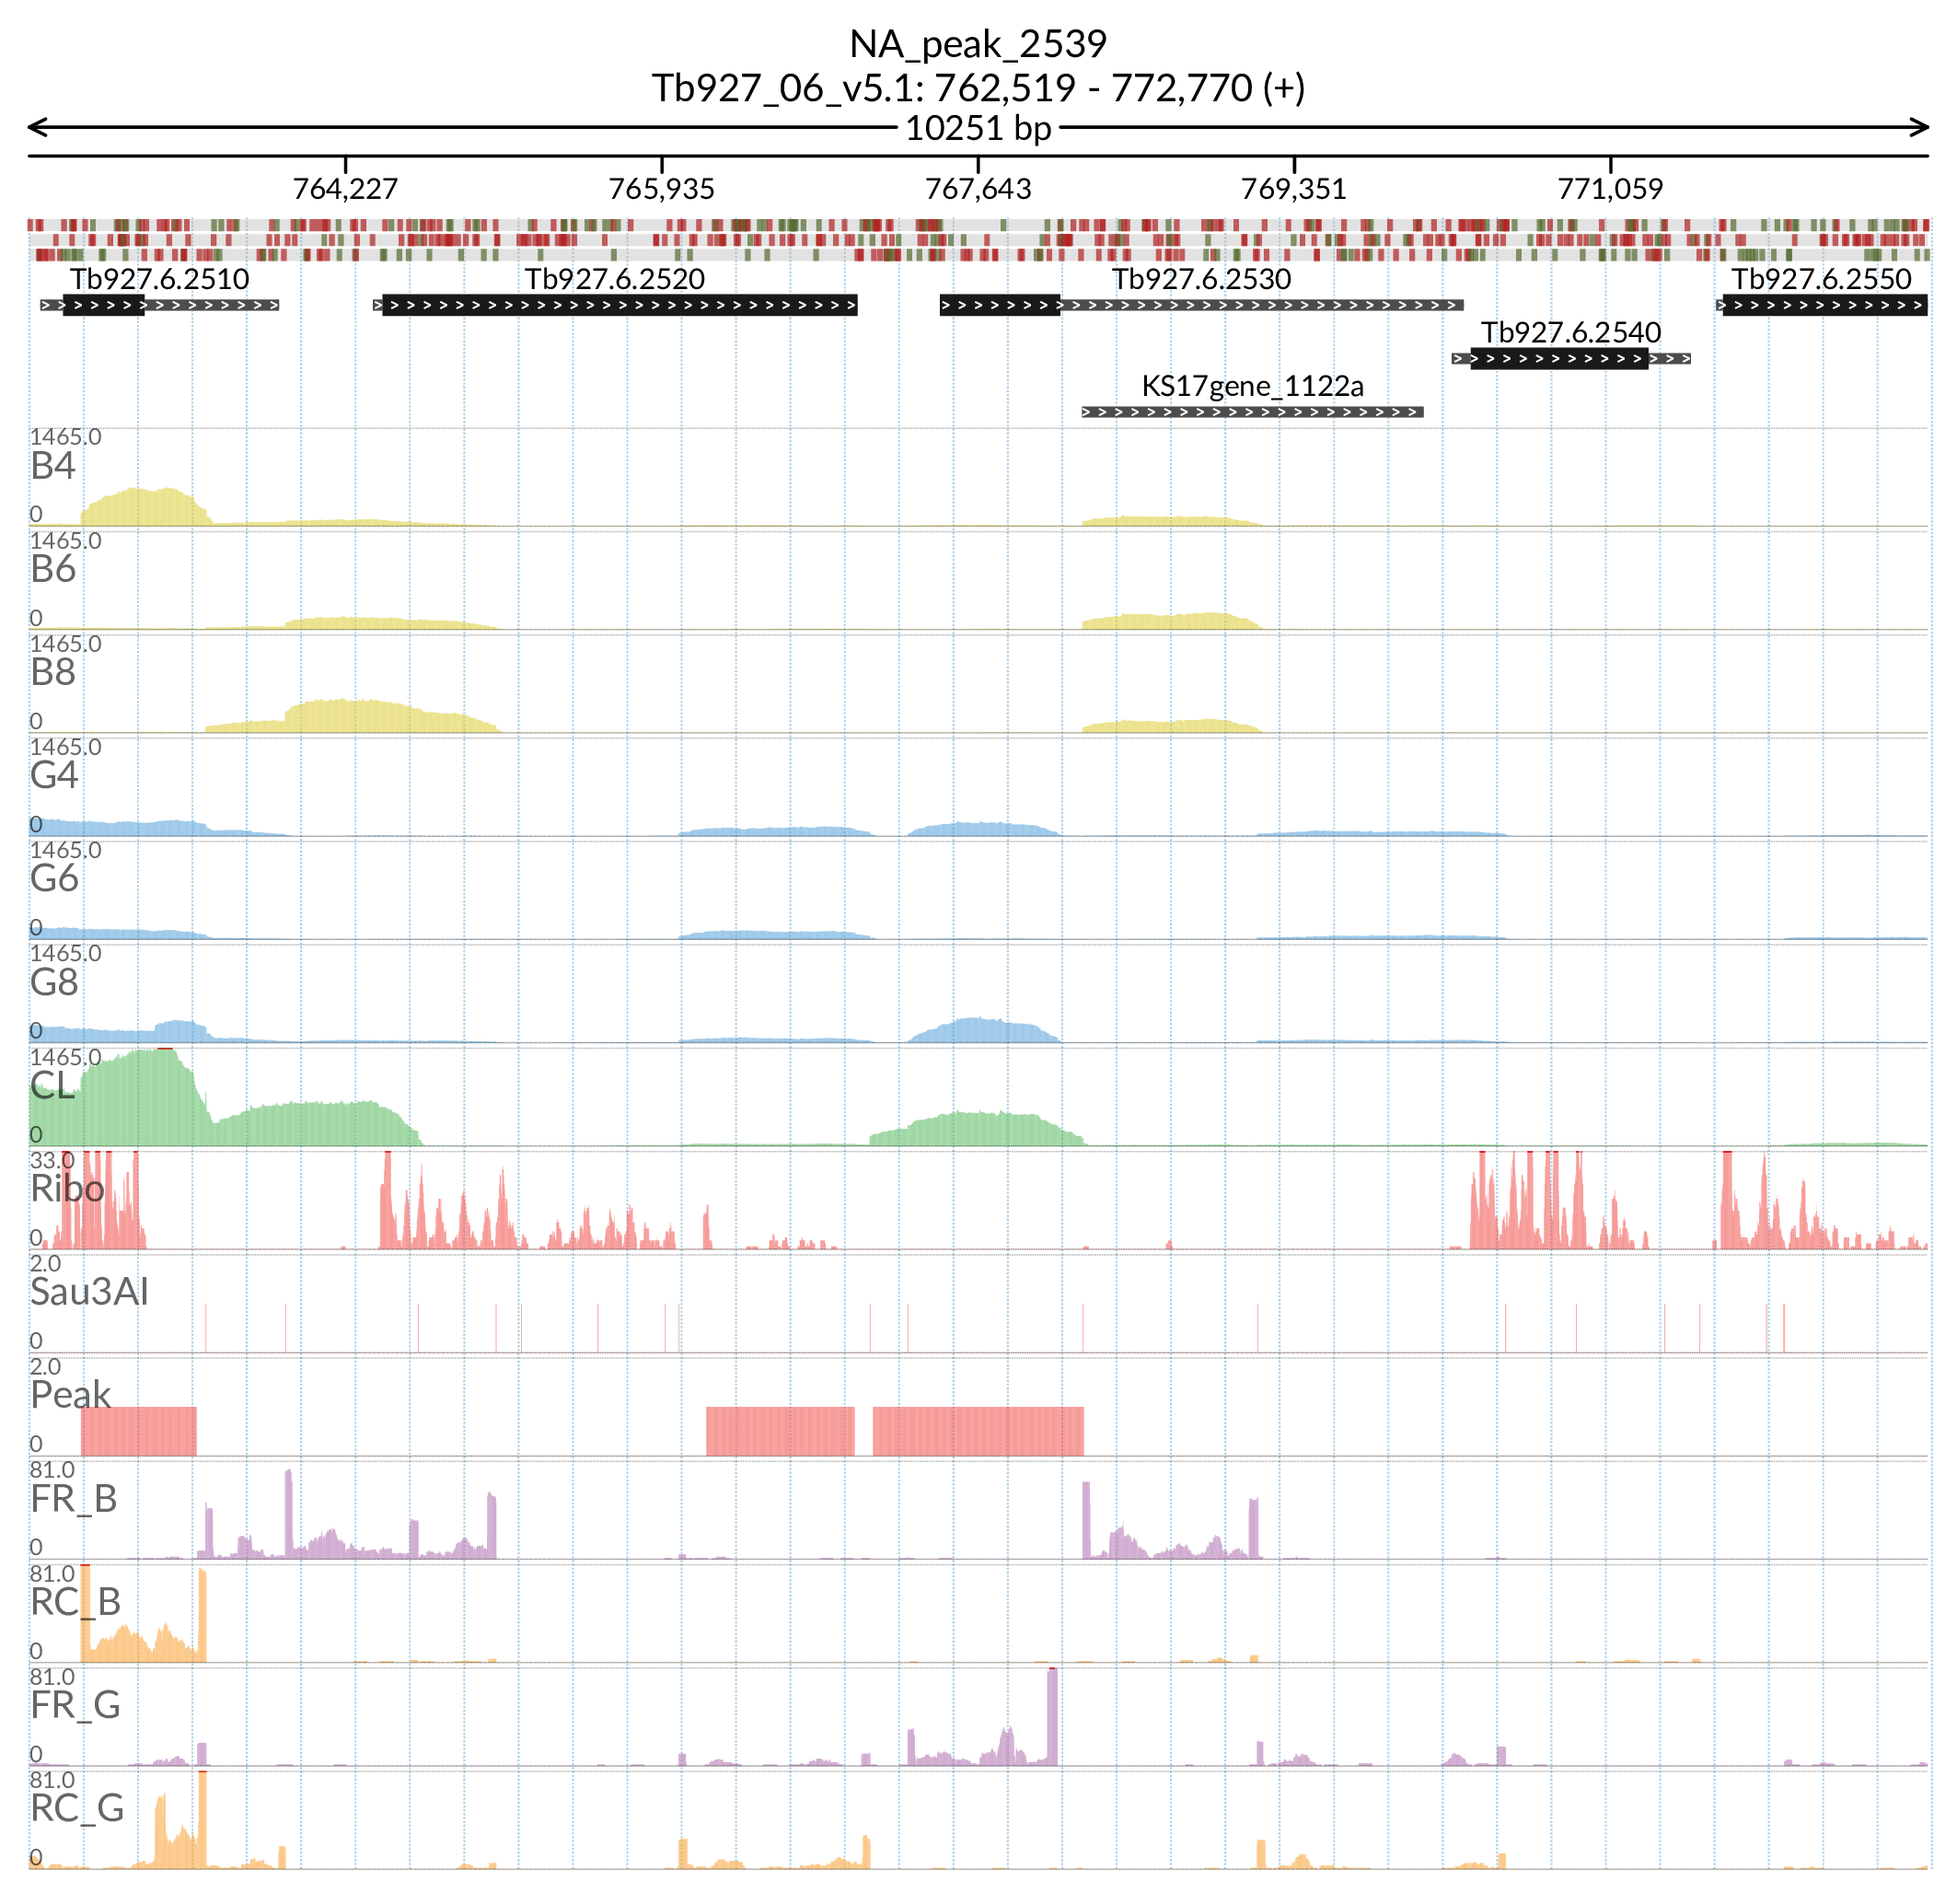 NA_peak_2539
Tb927_06_v5.1: 762,519 - 772,770 (+)
10251 bp
764,227 765,935 767,643 769,351 771,059
Tb927.6.2510 Tb927.6.2520 Tb927.6.2530 Tb927.6.2550
Tb927.6.2540
KS17gene_1122a
1465.0
B4
0
1465.0
B6
0
1465.0
B8
0
1465.0
G4
0
1465.0
G6
0
1465.0
G8
0
1465.0
CL
0
33.0
Ribo
0
2.0
Sau3AI
0
2.0
Peak
0
81.0
FR_B
0
81.0
RC_B
0
81.0
FR_G
0
81.0
RC_G
0